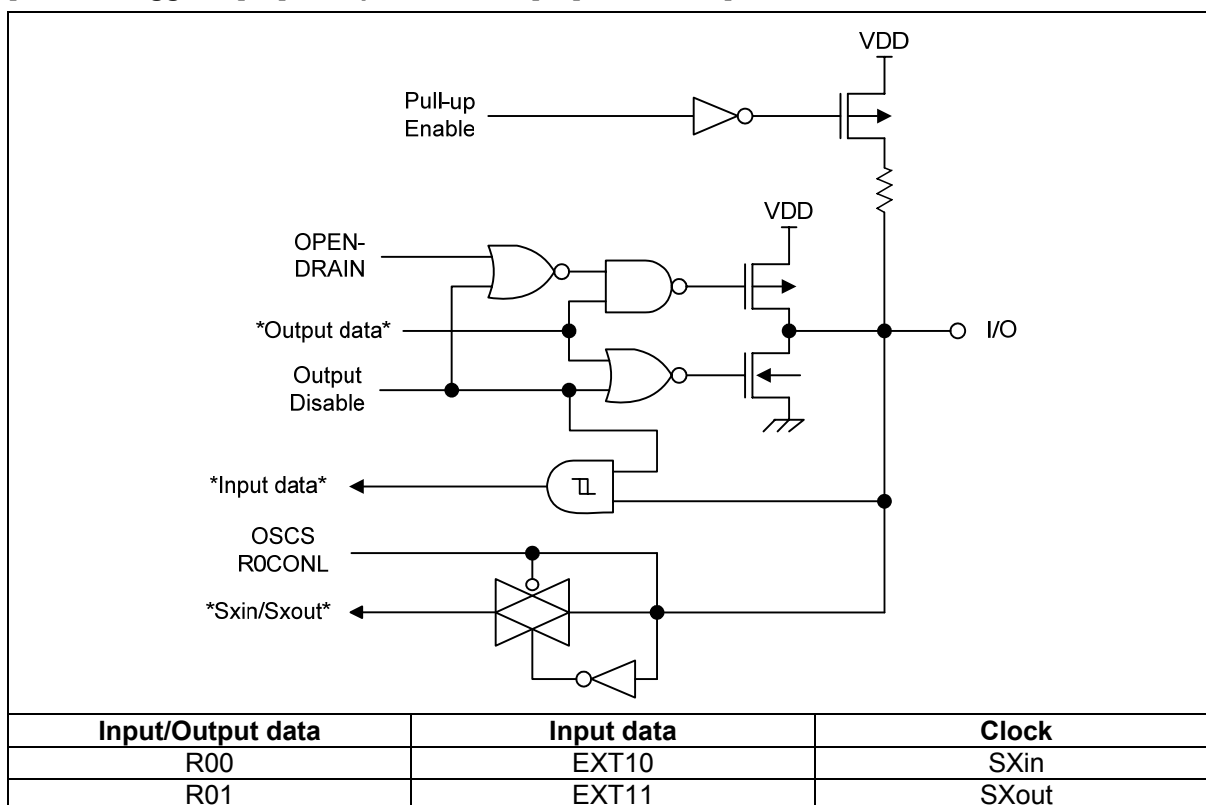 VDD
Pull-up
Enable
VDD
OPEN-
DRAIN
*Output data*
I/O
Output
Disable
*Input data*
OSCS
R0CONL
*Sxin/Sxout*
Input/Output data Input data Clock
R00 EXT10 SXin
R01 EXT11 SXout